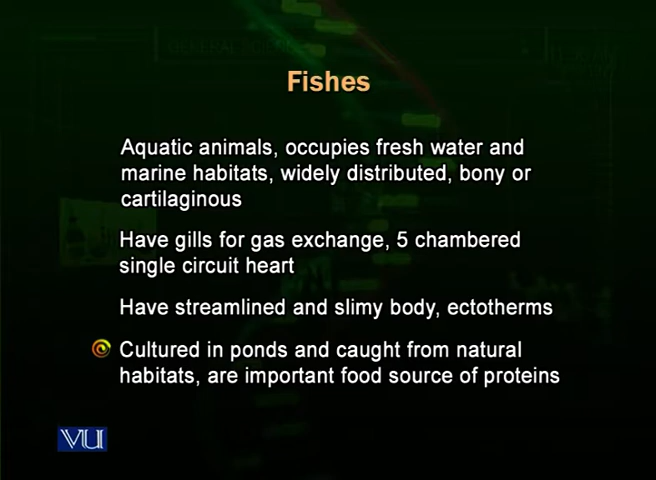 Fishes
Aquatic animals, occupies fresh water and
marine habitats, widely distributed, bony or
cartilaginous
Have gills for gas exchange, 5 chambered
single circuit heart
Have streamlined and slimy body, ectotherms
Cultured in ponds and caught from natural
habitats, are important food source of proteins
VU